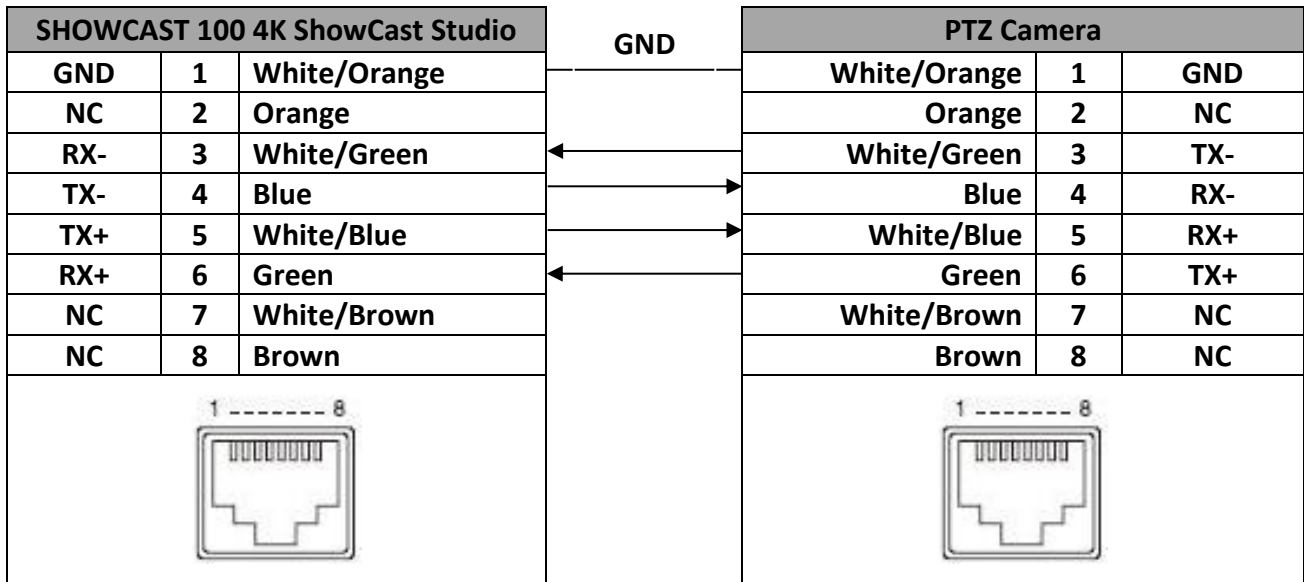 SHOWCAST 100 4K ShowCast Studio GND PTZ Camera
GND 1 White/Orange White/Orange 1 GND
NC 2 Orange Orange 2 NC
RX- 3 White/Green White/Green 3 TX-
TX- 4 Blue Blue 4 RX-
TX+ 5 White/Blue White/Blue 5 RX+
RX+ 6 Green Green 6 TX+
NC 7 White/Brown White/Brown 7 NC
NC 8 Brown Brown 8 NC
1 ------- 8 1 ------- 8